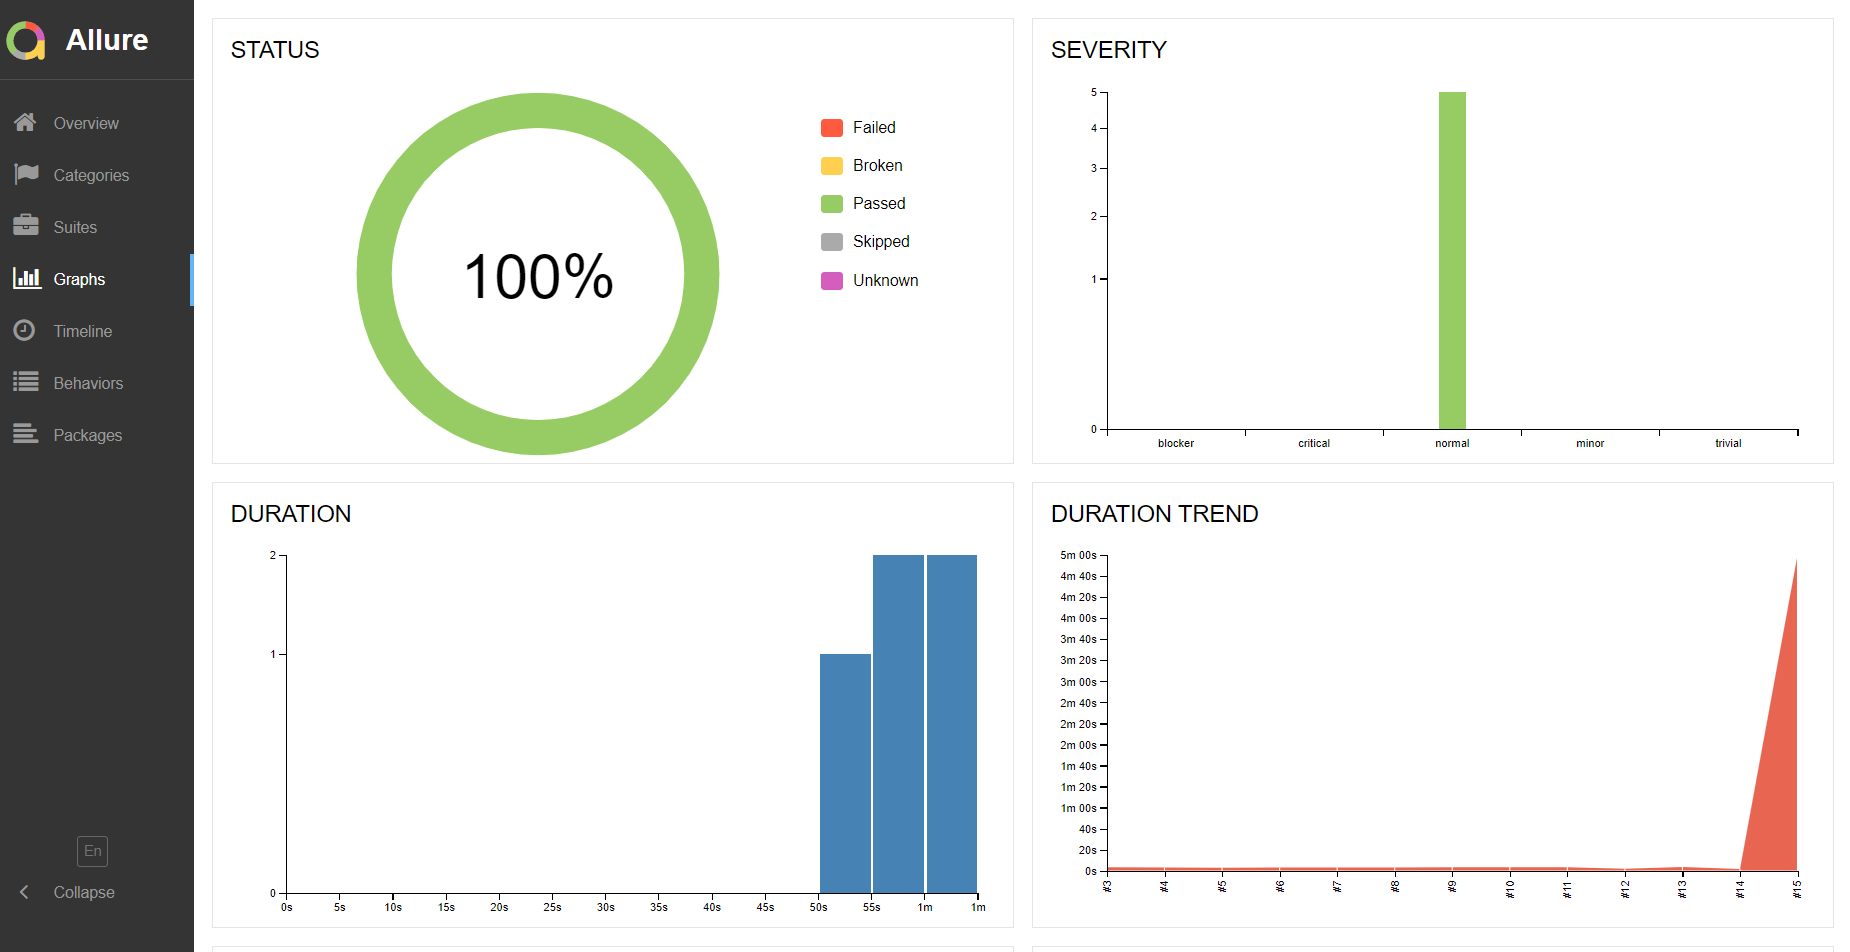 Allure
Overview
Categories
Suites
Graphs
Timeline
Behaviors
Packages
En
Collapse
STATUS
100%
Failed
Broken
Passed
Skipped
Unknown
SEVERITY
5
4
3
2
1
0
blocker critical normal minor trivial
DURATION
2
1
0
0s 5s 10s 15s 20s 25s 30s 35s 40s 45s 50s 55s 1m 1m
DURATION TREND
5m 00s
4m 40s
4m 20s
4m 00s
3m 40s
3m 20s
3m 00s
2m 40s
2m 20s
2m 00s
1m 40s
1m 20s
1m 00s
40s
20s
0s
#3 #4 #5 #6 #7 #8 #9 #10 #11 #12 #13 #14 #15